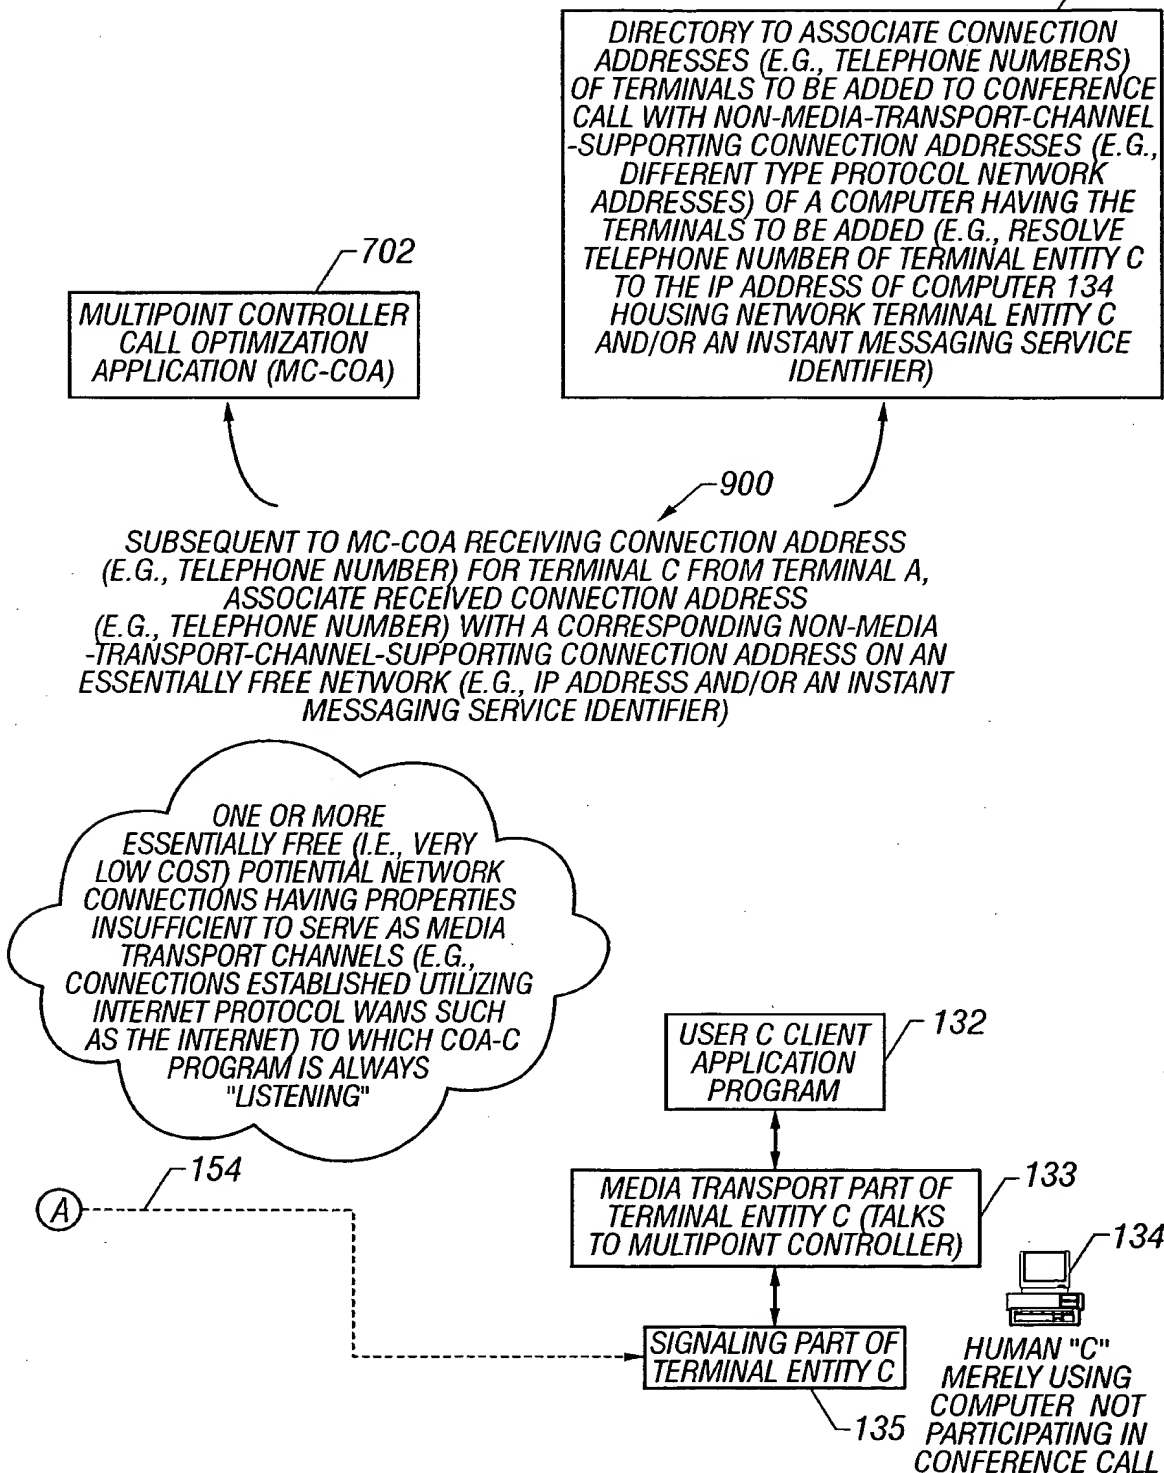 DIRECTORY TO ASSOCIATE CONNECTION
ADDRESSES (E.G., TELEPHONE NUMBERS)
OF TERMINALS TO BE ADDED TO CONFERENCE
CALL WITH NON-MEDIA-TRANSPORT-CHANNEL
-SUPPORTING CONNECTION ADDRESSES (E.G.,
DIFFERENT TYPE PROTOCOL NETWORK
ADDRESSES) OF A COMPUTER HAVING THE
TERMINALS TO BE ADDED (E.G., RESOLVE
TELEPHONE NUMBER OF TERMINAL ENTITY C
TO THE IP ADDRESS OF COMPUTER 134
HOUSING NETWORK TERMINAL ENTITY C
AND/OR AN INSTANT MESSAGING SERVICE
IDENTIFIER)
702
MULTIPOINT CONTROLLER
CALL OPTIMIZATION
APPLICATION (MC-COA)
900
SUBSEQUENT TO MC-COA RECEIVING CONNECTION ADDRESS
(E.G., TELEPHONE NUMBER) FOR TERMINAL C FROM TERMINAL A,
ASSOCIATE RECEIVED CONNECTION ADDRESS
(E.G., TELEPHONE NUMBER) WITH A CORRESPONDING NON-MEDIA
-TRANSPORT-CHANNEL-SUPPORTING CONNECTION ADDRESS ON AN
ESSENTIALLY FREE NETWORK (E.G., IP ADDRESS AND/OR AN INSTANT
MESSAGING SERVICE IDENTIFIER)
ONE OR MORE
ESSENTIALLY FREE (I.E., VERY
LOW COST) POTIENTIAL NETWORK
CONNECTIONS HAVING PROPERTIES
INSUFFICIENT TO SERVE AS MEDIA
TRANSPORT CHANNELS (E.G.,
CONNECTIONS ESTABLISHED UTILIZING
INTERNET PROTOCOL WANS SUCH
AS THE INTERNET) TO WHICH COA-C
PROGRAM IS ALWAYS
"LISTENING"
132
USER C CLIENT
APPLICATION
PROGRAM
154
A
133
MEDIA TRANSPORT PART OF
TERMINAL ENTITY C (TALKS
TO MULTIPOINT CONTROLLER)
134
SIGNALING PART OF
TERMINAL ENTITY C
135
HUMAN "C"
MERELY USING
COMPUTER NOT
PARTICIPATING IN
CONFERENCE CALL